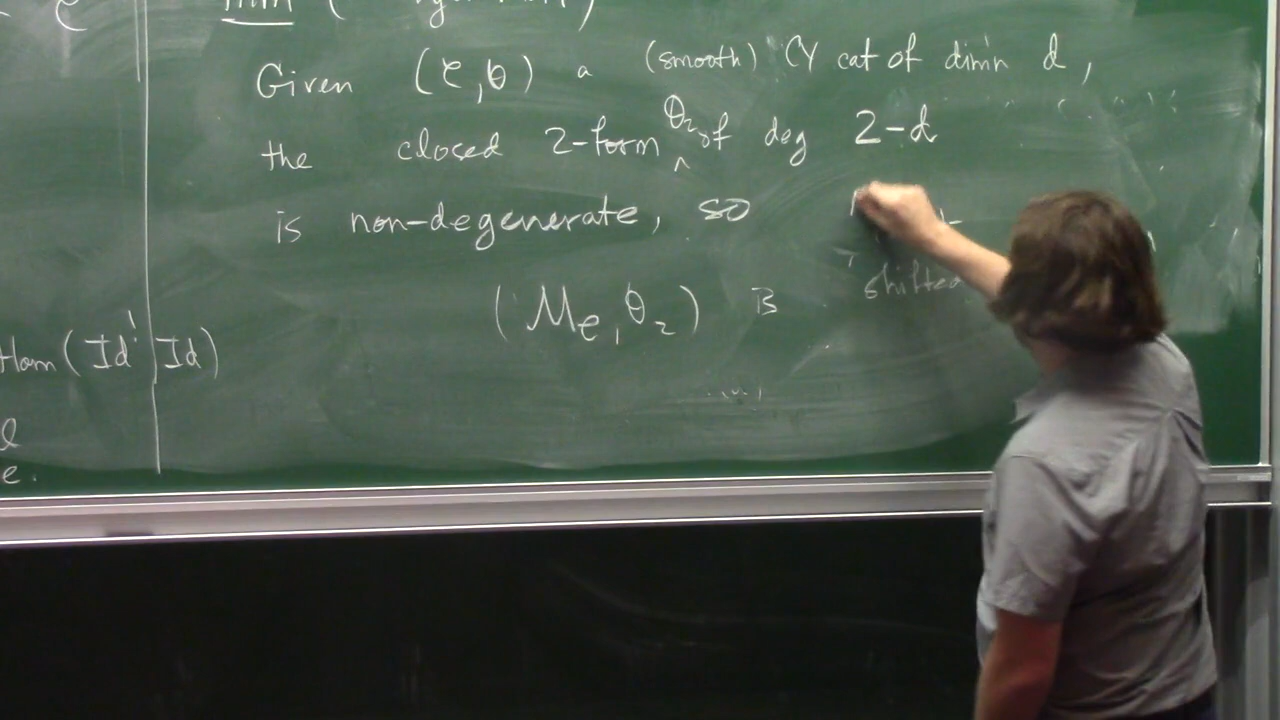 Thm (
Given (C, θ) a (smooth) CY cat of dim'n d,
the closed 2-form θ₂ of deg 2-d
is non-degenerate, so
(M_C, θ₂) is shifted
Hom(Id!, Id)
e.